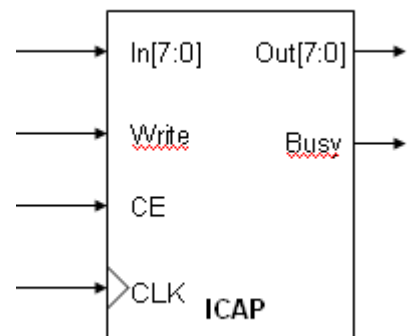 In[7:0] Out[7:0]
Write Busy
CE
CLK
ICAP